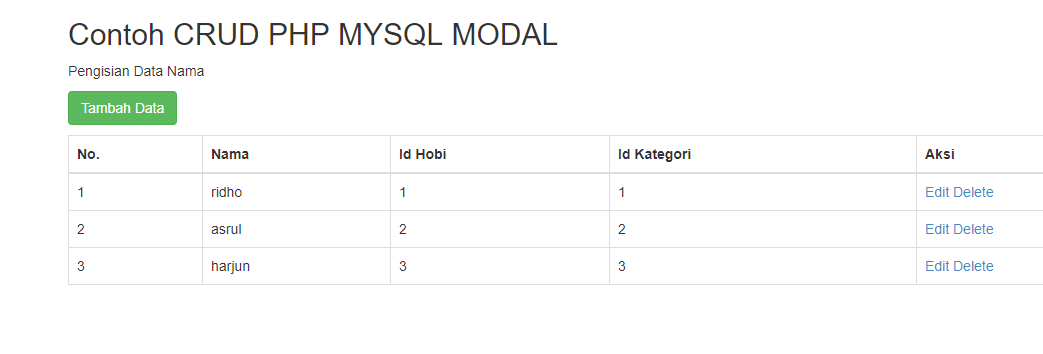 Contoh CRUD PHP MYSQL MODAL
Pengisian Data Nama
Tambah Data
No. Nama Id Hobi Id Kategori Aksi
1 ridho 1 1 Edit Delete
2 asrul 2 2 Edit Delete
3 harjun 3 3 Edit Delete